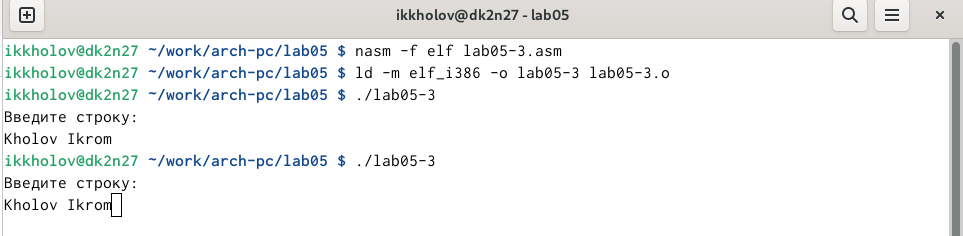 ikkholov@dk2n27 - lab05
ikkholov@dk2n27 ~/work/arch-pc/lab05 $ nasm -f elf lab05-3.asm
ikkholov@dk2n27 ~/work/arch-pc/lab05 $ ld -m elf_i386 -o lab05-3 lab05-3.o
ikkholov@dk2n27 ~/work/arch-pc/lab05 $ ./lab05-3
Введите строку:
Kholov Ikrom
ikkholov@dk2n27 ~/work/arch-pc/lab05 $ ./lab05-3
Введите строку:
Kholov Ikrom